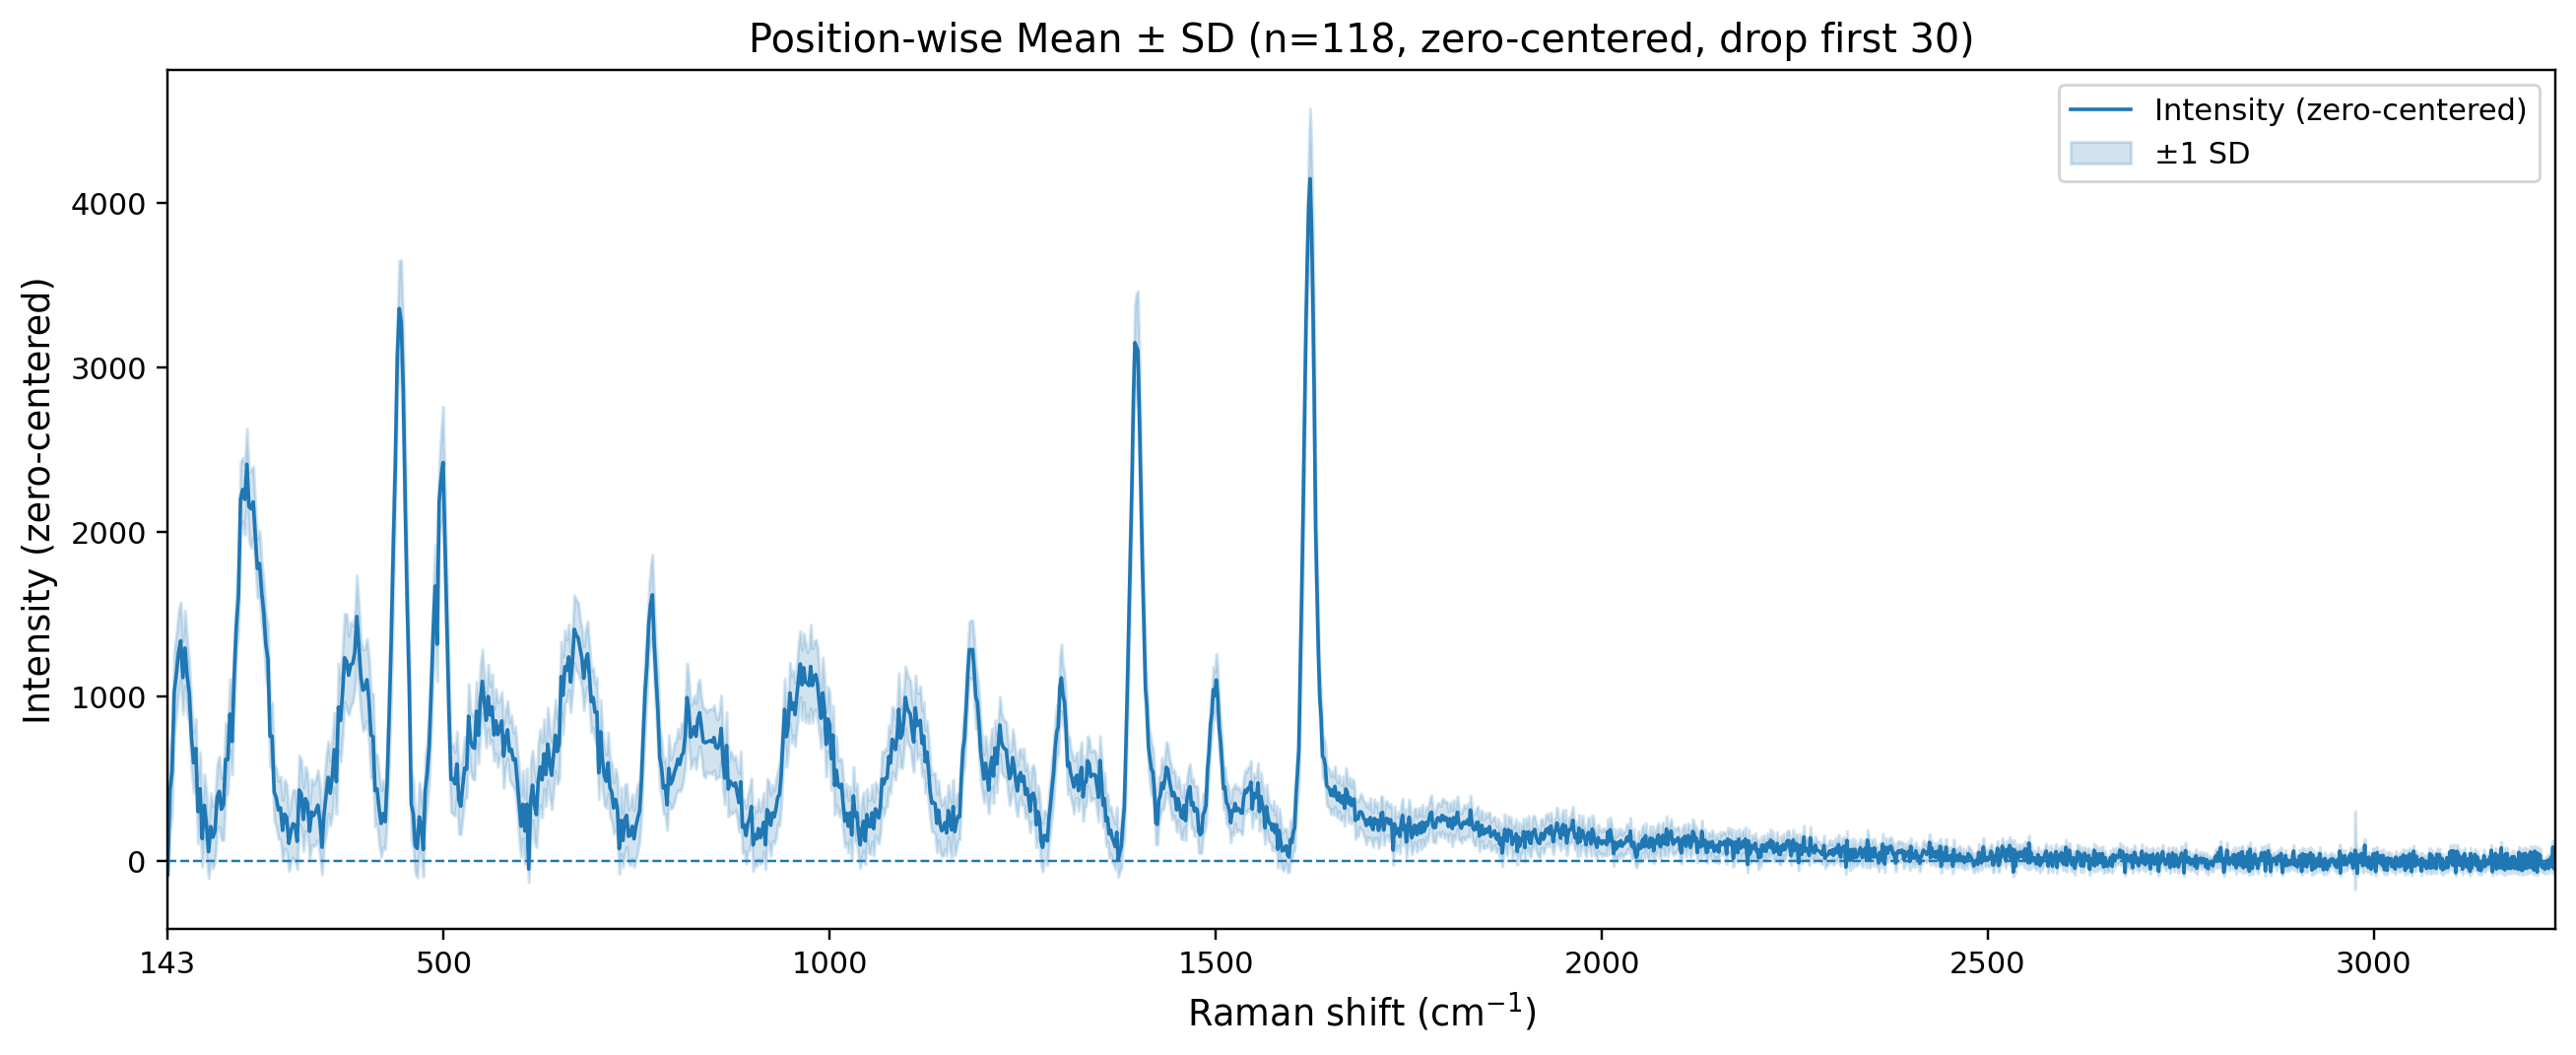 Position-wise Mean ± SD (n=118, zero-centered, drop first 30)
Intensity (zero-centered)
±1 SD
Intensity (zero-centered)
4000
3000
2000
1000
0
143 500 1000 1500 2000 2500 3000
Raman shift (cm⁻¹)